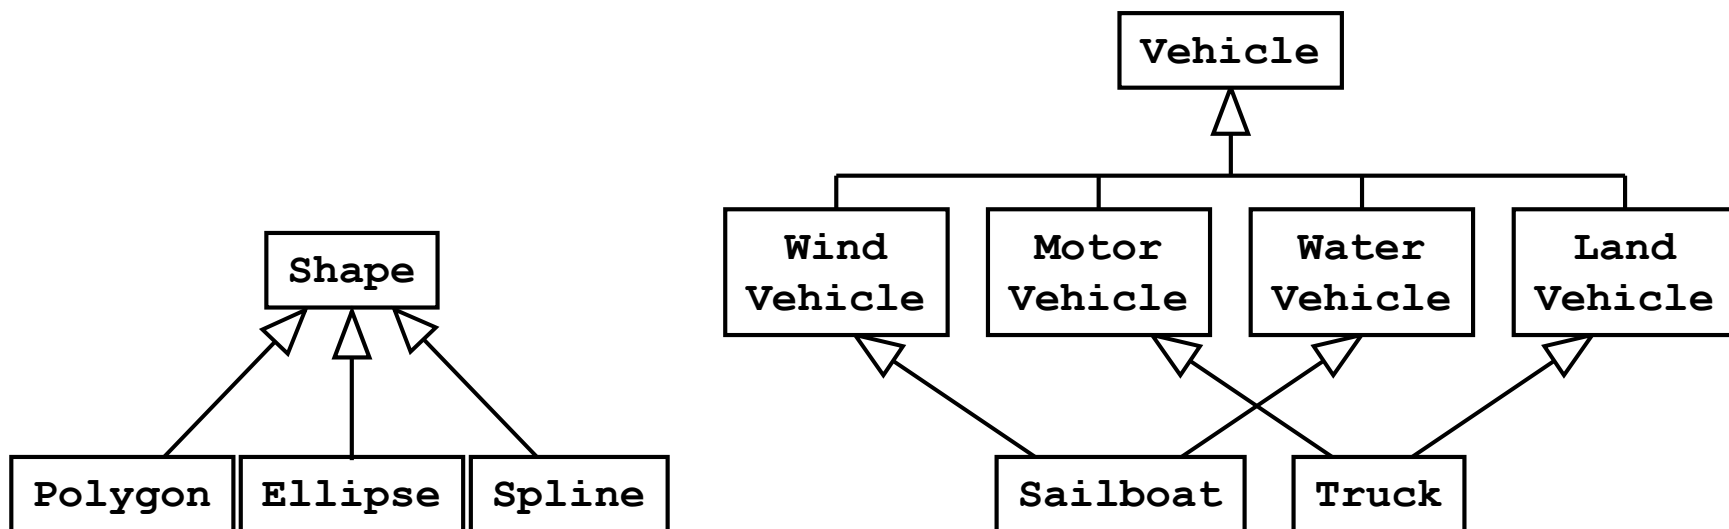 Vehicle
Wind
Vehicle
Motor
Vehicle
Water
Vehicle
Land
Vehicle
Shape
Polygon
Ellipse
Spline
Sailboat
Truck